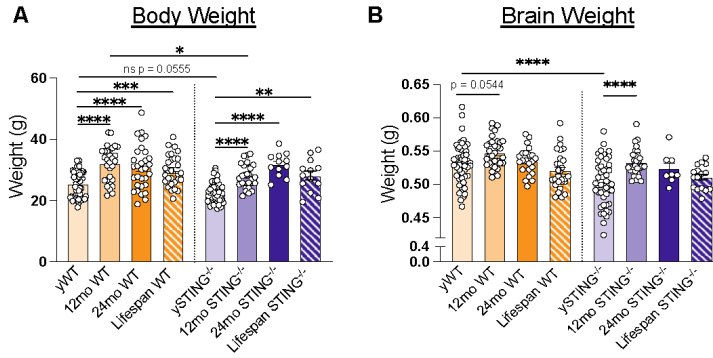 A
Body Weight
*
ns p = 0.0555
***
**
****
****
****
****
Weight (g)
60
40
20
0
yWT
12mo WT
24mo WT
Lifespan WT
ySTING-/-
12mo STING-/-
24mo STING-/-
Lifespan STING-/-
B
Brain Weight
****
p = 0.0544
****
Weight (g)
0.65
0.60
0.55
0.50
0.45
0.4
0.0
yWT
12mo WT
24mo WT
Lifespan WT
ySTING-/-
12mo STING-/-
24mo STING-/-
Lifespan STING-/-